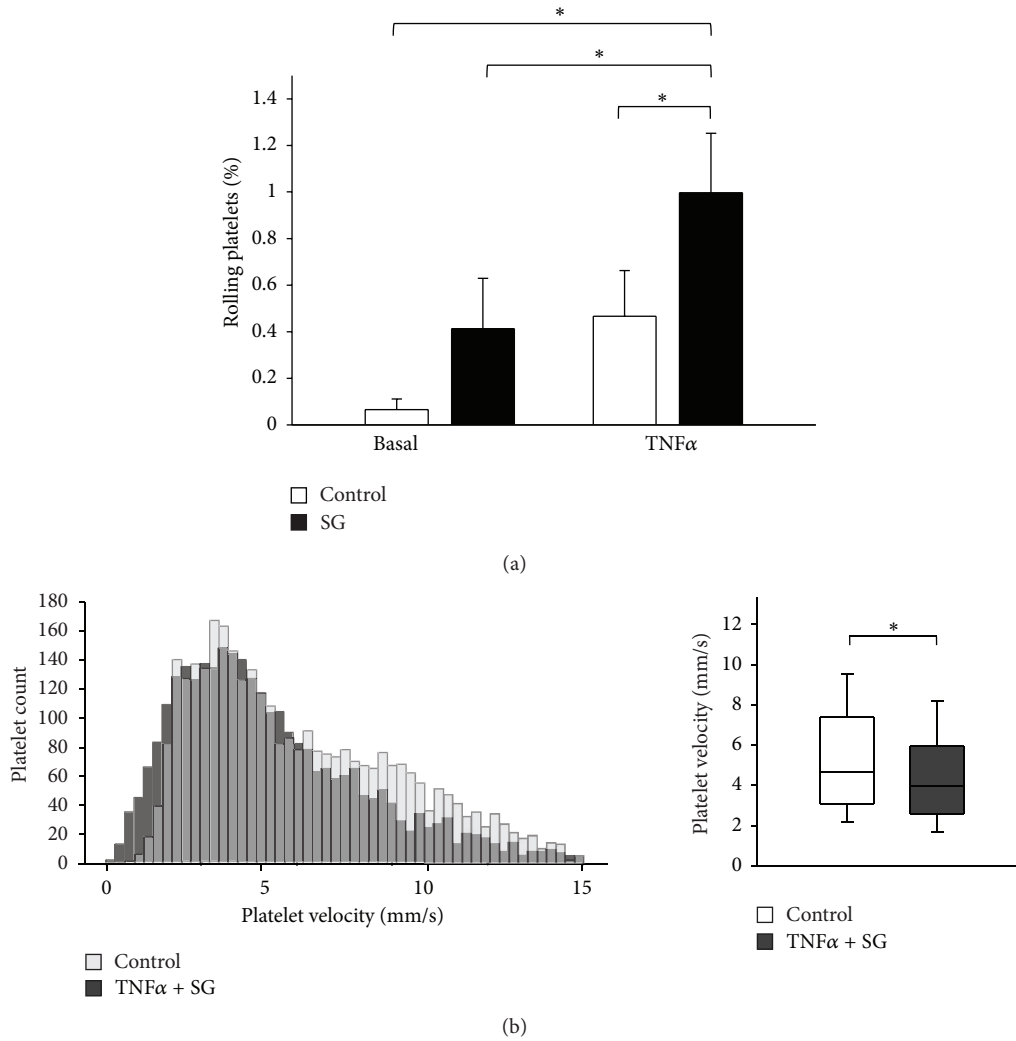 *
*
*
Rolling platelets (%)
1.4
1.2
1
0.8
0.6
0.4
0.2
0
Basal TNFα
Control
SG
(a)
Platelet count
180
160
140
120
100
80
60
40
20
0
0 5 10 15
Platelet velocity (mm/s)
Control
TNFα + SG
Platelet velocity (mm/s)
12
10
8
6
4
2
0
*
Control
TNFα + SG
(b)